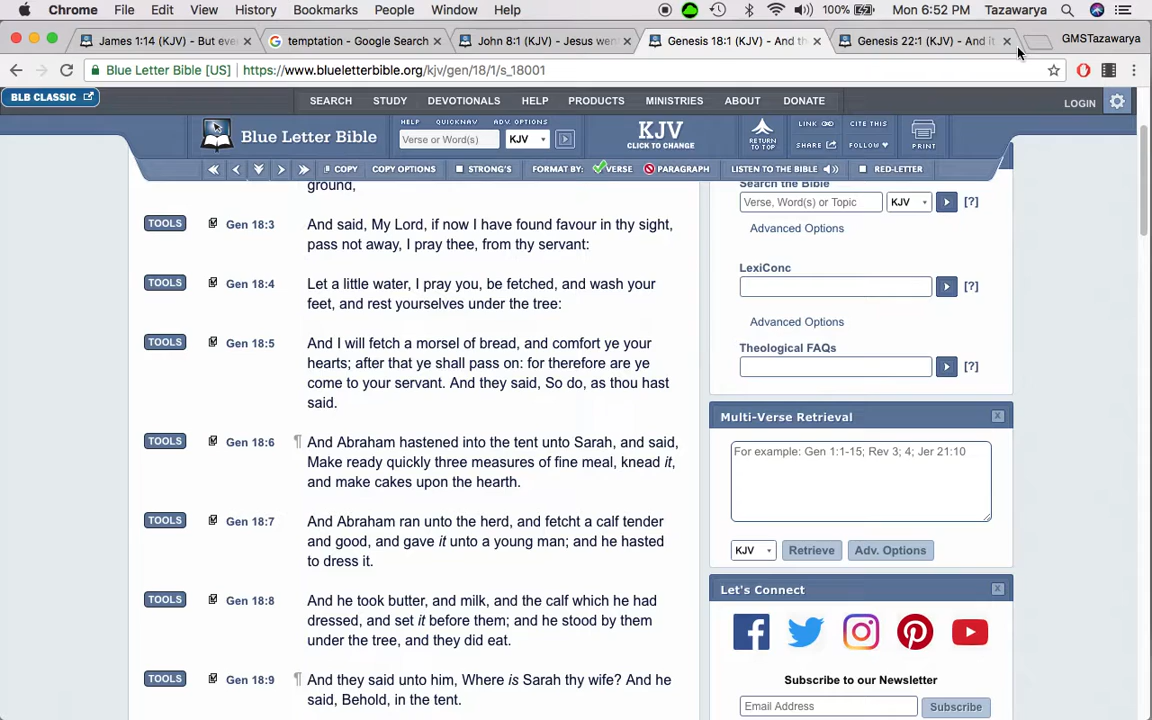 Chrome File Edit View History Bookmarks People Window Help 100% Mon 6:52 PM Tazawarya
James 1:14 (KJV) - But eve temptation - Google Search John 8:1 (KJV) - Jesus wen Genesis 18:1 (KJV) - And th Genesis 22:1 (KJV) - And it GMSTazawarya
Blue Letter Bible [US] https://www.blueletterbible.org/kjv/gen/18/1/s_18001
BLB CLASSIC SEARCH STUDY DEVOTIONALS HELP PRODUCTS MINISTRIES ABOUT DONATE LOGIN
HELP QUICKNAV ADV. OPTIONS
Blue Letter Bible Verse or Word(s) KJV
KJV
CLICK TO CHANGE
RETURN
TO TOP
LINK CITE THIS
SHARE FOLLOW
PRINT
COPY COPY OPTIONS STRONG'S FORMAT BY: VERSE PARAGRAPH LISTEN TO THE BIBLE RED-LETTER
ground,
TOOLS Gen 18:3 And said, My Lord, if now I have found favour in thy sight,
pass not away, I pray thee, from thy servant:
TOOLS Gen 18:4 Let a little water, I pray you, be fetched, and wash your
feet, and rest yourselves under the tree:
TOOLS Gen 18:5 And I will fetch a morsel of bread, and comfort ye your
hearts; after that ye shall pass on: for therefore are ye
come to your servant. And they said, So do, as thou hast
said.
TOOLS Gen 18:6 ¶ And Abraham hastened into the tent unto Sarah, and said,
Make ready quickly three measures of fine meal, knead it,
and make cakes upon the hearth.
TOOLS Gen 18:7 And Abraham ran unto the herd, and fetcht a calf tender
and good, and gave it unto a young man; and he hasted
to dress it.
TOOLS Gen 18:8 And he took butter, and milk, and the calf which he had
dressed, and set it before them; and he stood by them
under the tree, and they did eat.
TOOLS Gen 18:9 ¶ And they said unto him, Where is Sarah thy wife? And he
said, Behold, in the tent.
Search the Bible
Verse, Word(s) or Topic KJV [?]
Advanced Options
LexiConc
[?]
Advanced Options
Theological FAQs
[?]
Multi-Verse Retrieval x
For example: Gen 1:1-15; Rev 3; 4; Jer 21:10
KJV Retrieve Adv. Options
Let's Connect x
Subscribe to our Newsletter
Email Address Subscribe